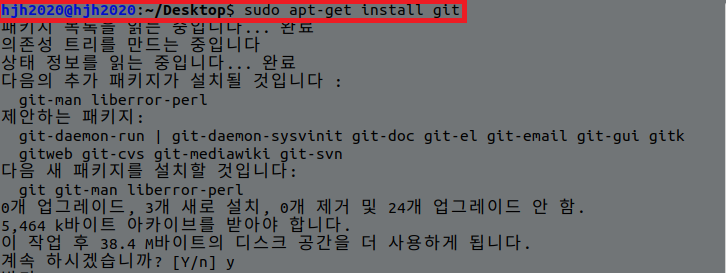 hjh2020@hjh2020:~/Desktop$ sudo apt-get install git
패키지 목록을 읽는 중입니다... 완료
의존성 트리를 만드는 중입니다
상태 정보를 읽는 중입니다... 완료
다음의 추가 패키지가 설치될 것입니다 :
git-man liberror-perl
제안하는 패키지:
git-daemon-run | git-daemon-sysvinit git-doc git-el git-email git-gui gitk
gitweb git-cvs git-mediawiki git-svn
다음 새 패키지를 설치할 것입니다:
git git-man liberror-perl
0개 업그레이드, 3개 새로 설치, 0개 제거 및 24개 업그레이드 안 함.
5,464 k바이트 아카이브를 받아야 합니다.
이 작업 후 38.4 M바이트의 디스크 공간을 더 사용하게 됩니다.
계속 하시겠습니까? [Y/n] y